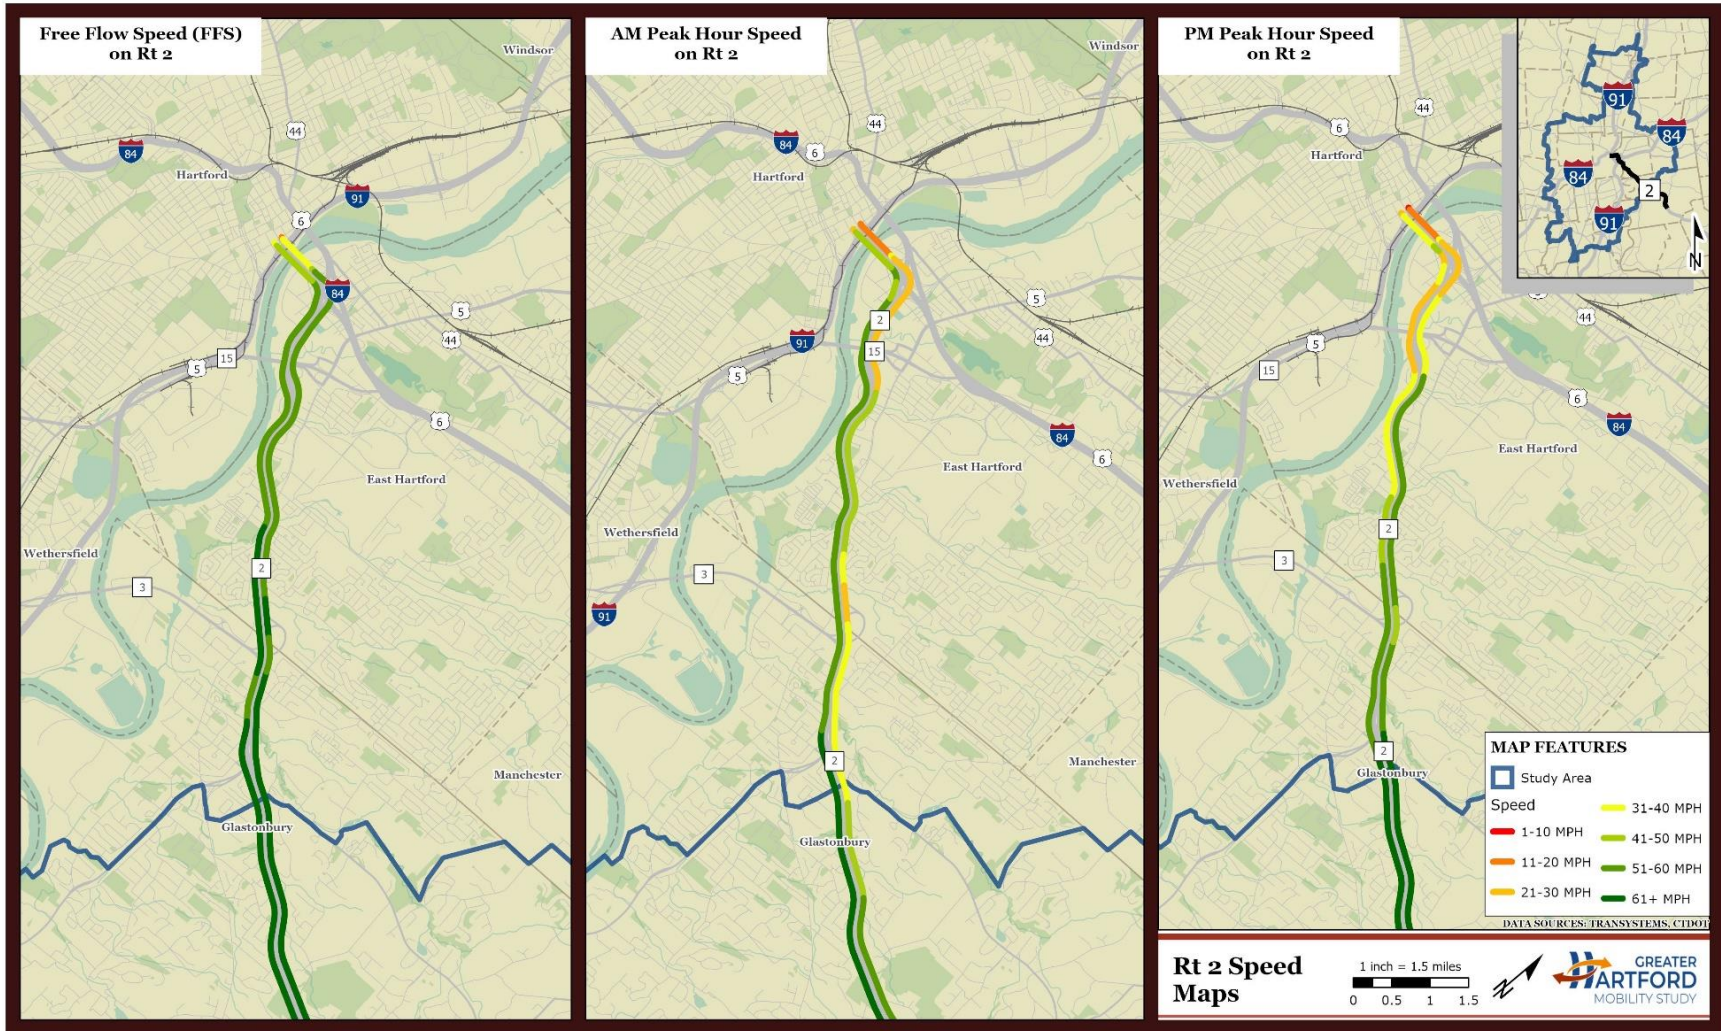 Free Flow Speed (FFS)
on Rt 2
Windsor
44
84
Hartford
91
6
84
5
44
15
5
6
East Hartford
Wethersfield
2
3
Manchester
Glastonbury
AM Peak Hour Speed
on Rt 2
Windsor
44
84
6
Hartford
5
2
91
44
15
5
84
6
East Hartford
Wethersfield
3
91
2
Manchester
Glastonbury
PM Peak Hour Speed
on Rt 2
44
6
Hartford
91
84
84
2
91
N
5
44
5
15
6
84
East Hartford
Wethersfield
2
3
2
Glastonbury
MAP FEATURES
Study Area
Speed
1-10 MPH
11-20 MPH
21-30 MPH
31-40 MPH
41-50 MPH
51-60 MPH
61+ MPH
DATA SOURCES: TRANSYSTEMS, CTDOT
Rt 2 Speed
Maps
1 inch = 1.5 miles
0 0.5 1 1.5
N
GREATER
HARTFORD
MOBILITY STUDY